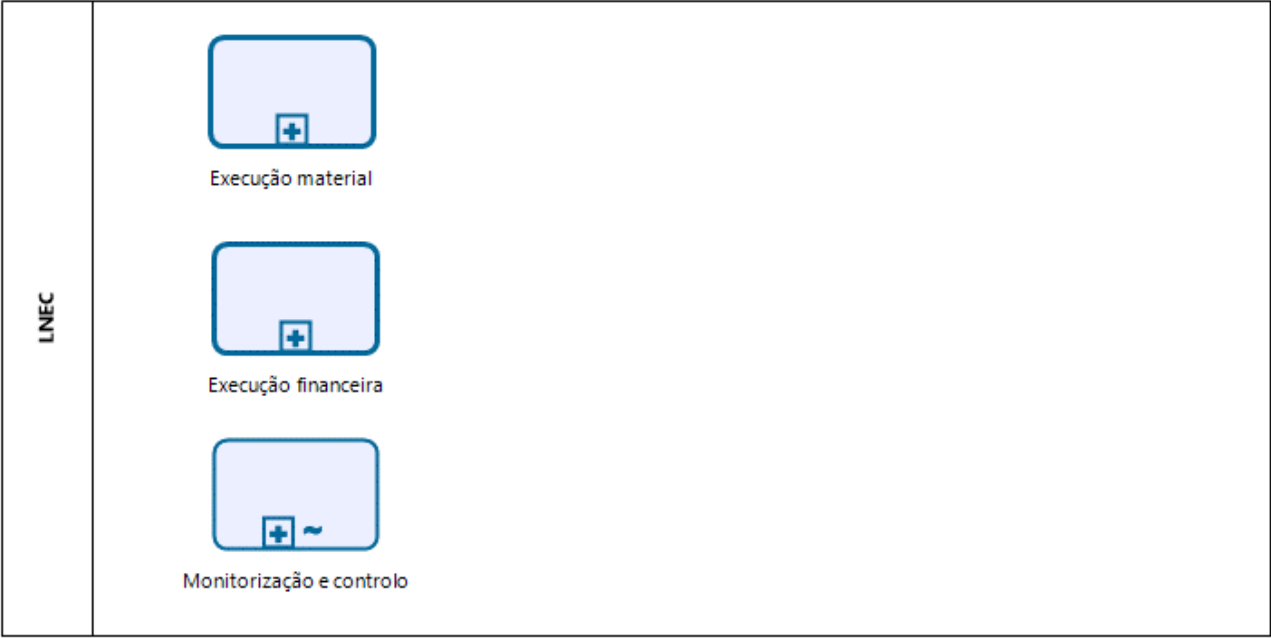 LNEC
Execução material
Execução financeira
Monitorização e controlo